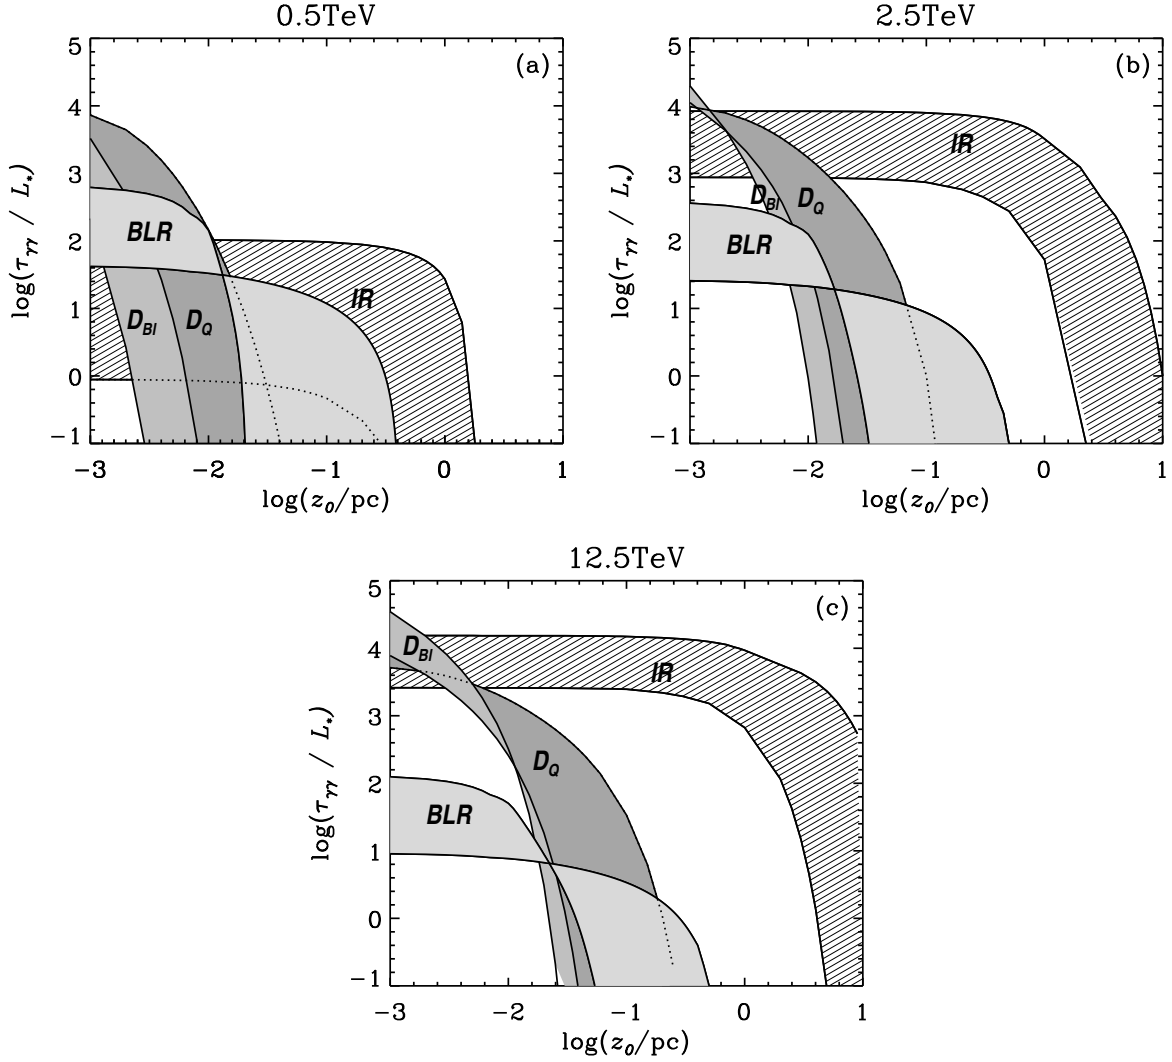 0.5TeV
(a)
5
4
3
2
1
0
−1
log(τγγ / L*)
BLR
IR
DBI
DQ
−3
−2
−1
0
1
log(z0/pc)
2.5TeV
(b)
5
4
3
2
1
0
−1
log(τγγ / L*)
IR
DBI
DQ
BLR
−3
−2
−1
0
1
log(z0/pc)
12.5TeV
(c)
5
4
3
2
1
0
−1
log(τγγ / L*)
DBI
IR
DQ
BLR
−3
−2
−1
0
1
log(z0/pc)